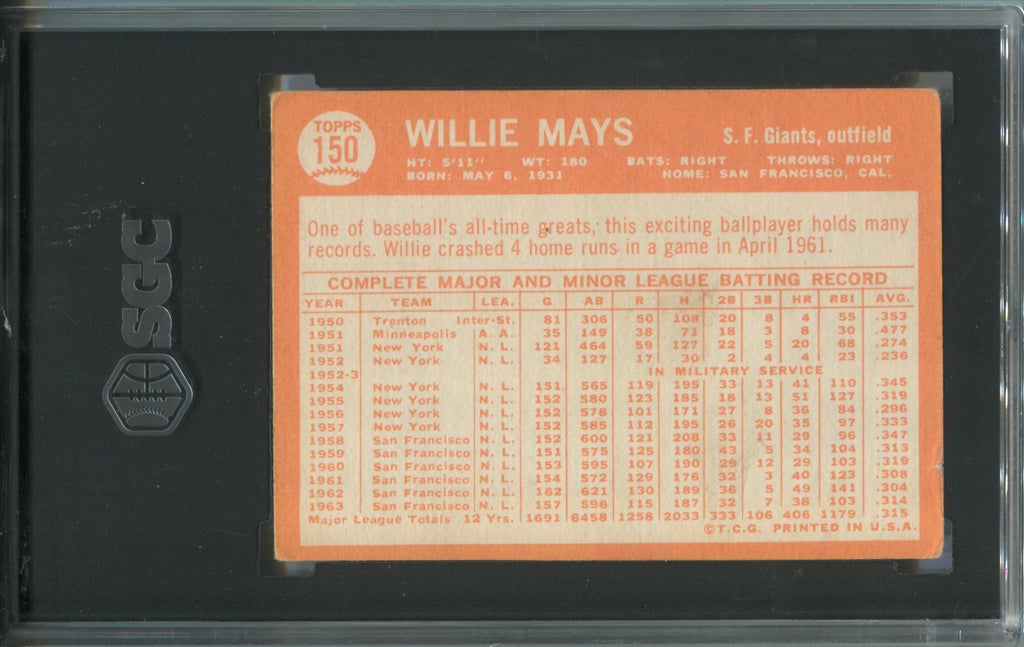 SGC
TOPPS
150
WILLIE MAYS
S. F. Giants, outfield
HT: 5'11" WT: 180 BATS: RIGHT THROWS: RIGHT
BORN: MAY 6, 1931 HOME: SAN FRANCISCO, CAL.
One of baseball's all-time greats, this exciting ballplayer holds many
records. Willie crashed 4 home runs in a game in April 1961.
COMPLETE MAJOR AND MINOR LEAGUE BATTING RECORD
YEAR TEAM LEA. G AB R H 2B 3B HR RBI AVG.
1950 Trenton Inter-St. 81 306 50 108 20 8 4 55 .353
1951 Minneapolis A. A. 35 149 38 71 18 3 8 30 .477
1951 New York N. L. 121 464 59 127 22 5 20 68 .274
1952 New York N. L. 34 127 17 30 2 4 4 23 .236
1952-3 IN MILITARY SERVICE
1954 New York N. L. 151 565 119 195 33 13 41 110 .345
1955 New York N. L. 152 580 123 185 18 13 51 127 .319
1956 New York N. L. 152 578 101 171 27 8 36 84 .296
1957 New York N. L. 152 585 112 195 26 20 35 97 .333
1958 San Francisco N. L. 152 600 121 208 33 11 29 96 .347
1959 San Francisco N. L. 151 575 125 180 43 5 34 104 .313
1960 San Francisco N. L. 153 595 107 190 29 12 29 103 .319
1961 San Francisco N. L. 154 572 129 176 32 3 40 123 .308
1962 San Francisco N. L. 162 621 130 189 36 5 49 141 .304
1963 San Francisco N. L. 157 596 115 187 32 7 38 103 .314
Major League Totals 12 Yrs. 1691 6458 1258 2033 333 106 406 1179 .315
©T.C.G. PRINTED IN U.S.A.